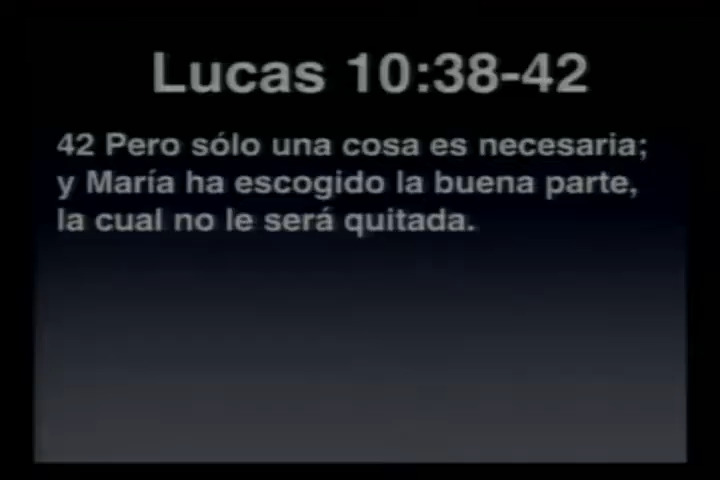 Lucas 10:38-42
42 Pero sólo una cosa es necesaria;
y María ha escogido la buena parte,
la cual no le será quitada.